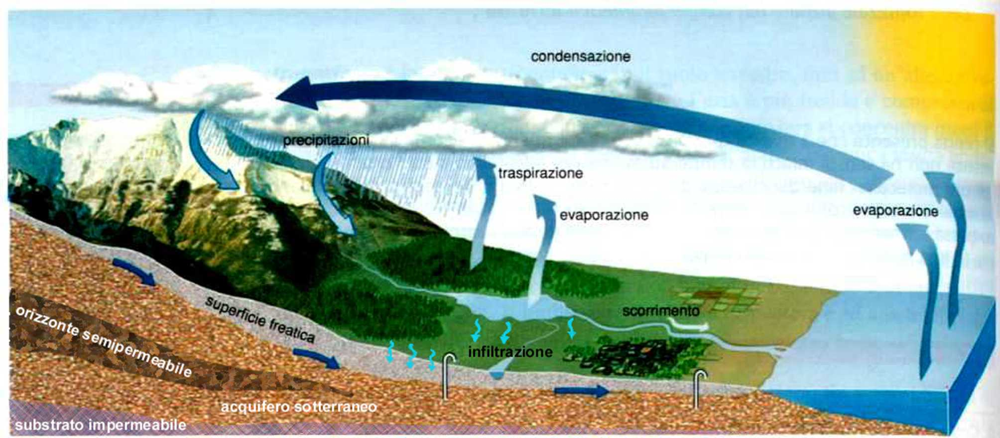 condensazione
precipitazioni
traspirazione
evaporazione
evaporazione
scorrimento
superficie freatica
infiltrazione
orizzonte semipermeabile
acquifero sotterraneo
substrato impermeabile